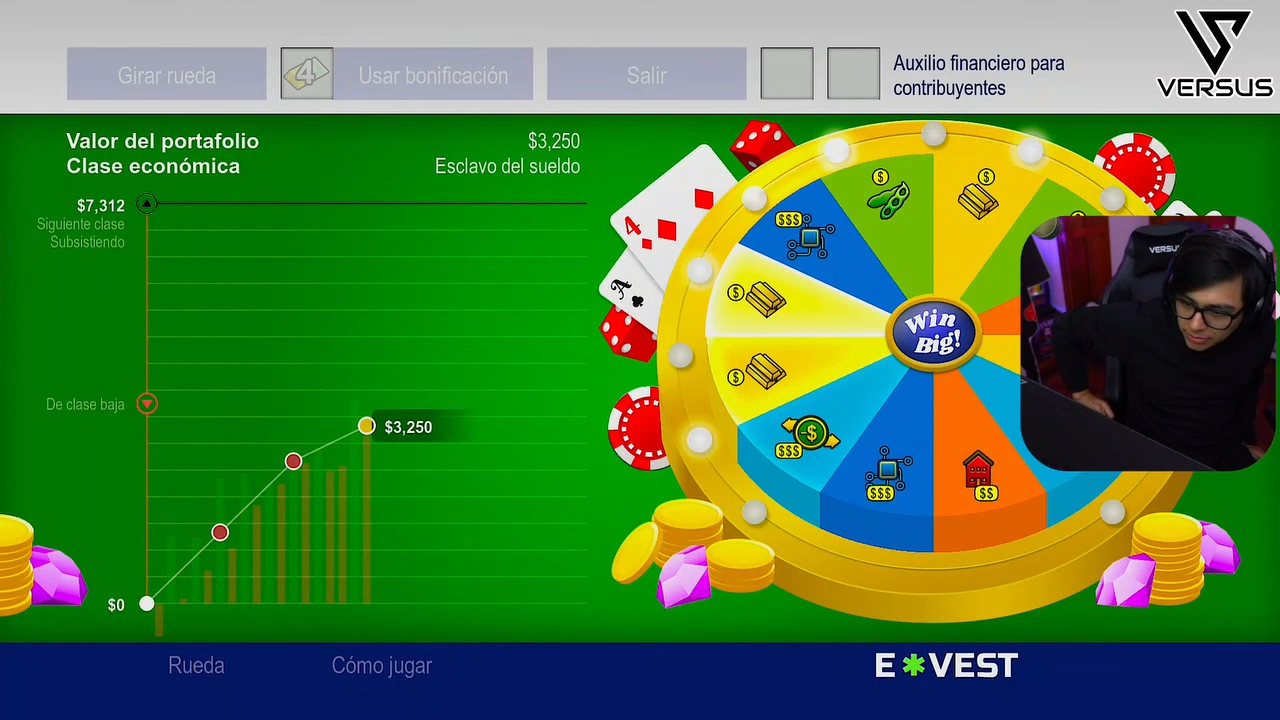 Girar rueda
4
Usar bonificación
Salir
Auxilio financiero para
contribuyentes
VERSUS
Valor del portafolio
$3,250
Clase económica
Esclavo del sueldo
$7,312
Siguiente clase
Subsistiendo
De clase baja
$3,250
$0
4
A
$
$
$$$
$
$
$
$$$
$$$
$$
Win
Big!
VERSUS
Rueda
Cómo jugar
E*VEST